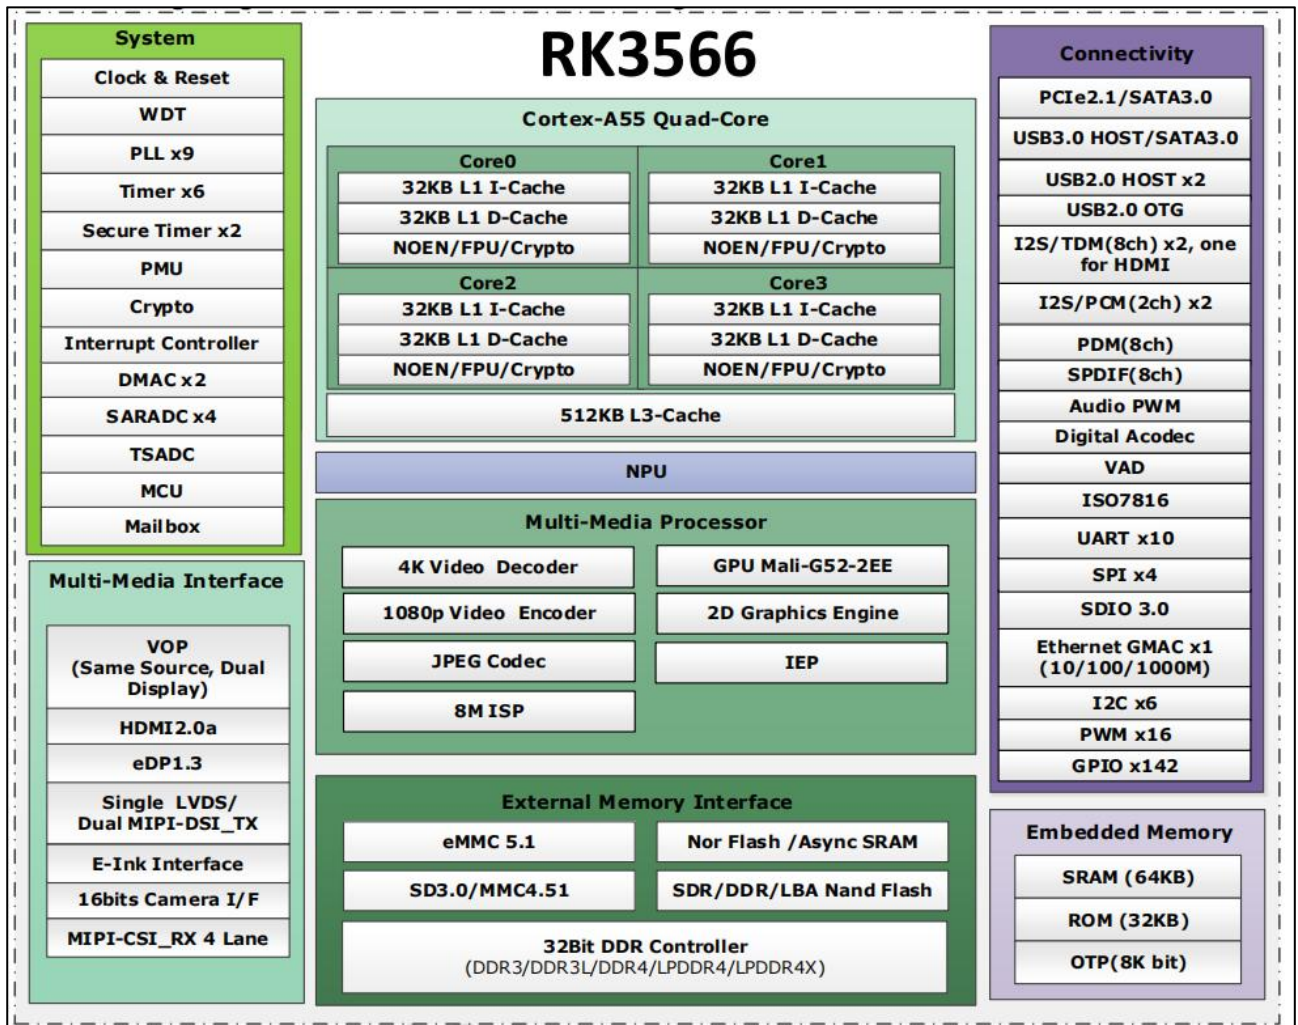 RK3566
System
Clock & Reset
WDT
PLL x9
Timer x6
Secure Timer x2
PMU
Crypto
Interrupt Controller
DMAC x2
SARADC x4
TSADC
MCU
Mailbox
Multi-Media Interface
VOP
(Same Source, Dual
Display)
HDMI2.0a
eDP1.3
Single LVDS/
Dual MIPI-DSI_TX
E-Ink Interface
16bits Camera I/F
MIPI-CSI_RX 4 Lane
Cortex-A55 Quad-Core
Core0
32KB L1 I-Cache
32KB L1 D-Cache
NOEN/FPU/Crypto
Core1
32KB L1 I-Cache
32KB L1 D-Cache
NOEN/FPU/Crypto
Core2
32KB L1 I-Cache
32KB L1 D-Cache
NOEN/FPU/Crypto
Core3
32KB L1 I-Cache
32KB L1 D-Cache
NOEN/FPU/Crypto
512KB L3-Cache
NPU
Multi-Media Processor
4K Video Decoder
1080p Video Encoder
JPEG Codec
8M ISP
GPU Mali-G52-2EE
2D Graphics Engine
IEP
External Memory Interface
eMMC 5.1
Nor Flash /Async SRAM
SD3.0/MMC4.51
SDR/DDR/LBA Nand Flash
32Bit DDR Controller
(DDR3/DDR3L/DDR4/LPDDR4/LPDDR4X)
Connectivity
PCIe2.1/SATA3.0
USB3.0 HOST/SATA3.0
USB2.0 HOST x2
USB2.0 OTG
I2S/TDM(8ch) x2, one
for HDMI
I2S/PCM(2ch) x2
PDM(8ch)
SPDIF(8ch)
Audio PWM
Digital Acodec
VAD
ISO7816
UART x10
SPI x4
SDIO 3.0
Ethernet GMAC x1
(10/100/1000M)
I2C x6
PWM x16
GPIO x142
Embedded Memory
SRAM (64KB)
ROM (32KB)
OTP(8K bit)